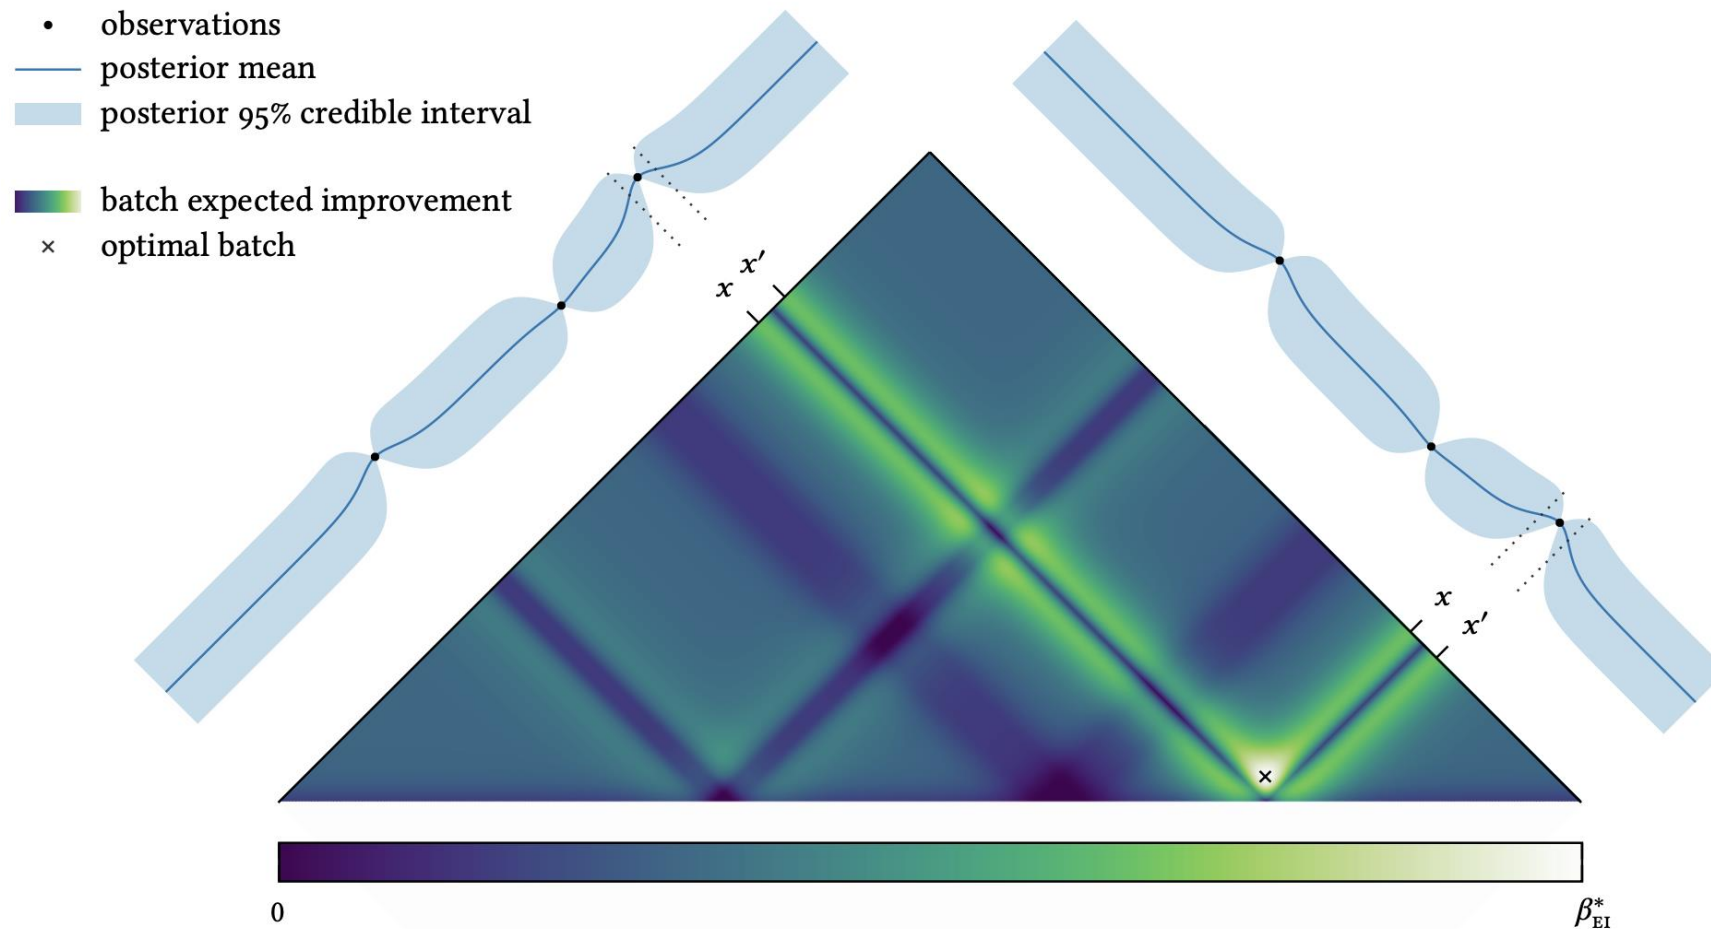 observations
posterior mean
posterior 95% credible interval
batch expected improvement
optimal batch
x x′
x x′
0 β*EI